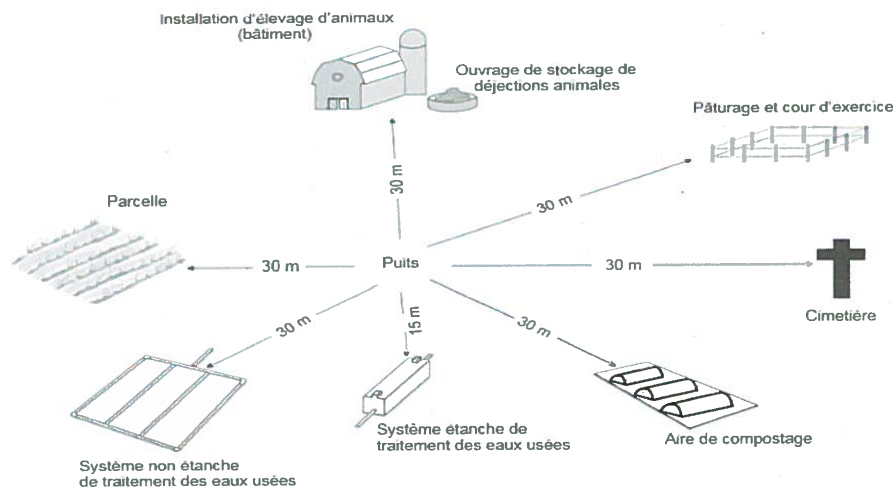 Installation d'élevage d'animaux
(bâtiment)
Ouvrage de stockage de
déjections animales
Pâturage et cour d'exercice
30 m
30 m
Parcelle
30 m
Puits
30 m
Cimetière
30 m
15 m
30 m
Système étanche de
traitement des eaux usées
Aire de compostage
Système non étanche
de traitement des eaux usées